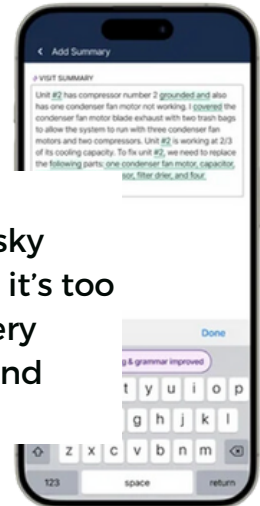 Add Summary
VISIT SUMMARY
Unit #2 has compressor number 2 grounded and also
has one condenser fan motor not working. I covered the
condenser fan motor blade exhaust with two trash bags
to allow the system to run with three condenser fan
motors and two compressors. Unit #2 is working at 2/3
of its cooling capacity. To fix unit #2, we need to replace
the following parts: one condenser fan motor, capacitor,
sor, filter drier, and four
sky
it's too
ery
nd
Done
g & grammar improved
t y u i o p
g h j k l
z x c v b n m
123 space return